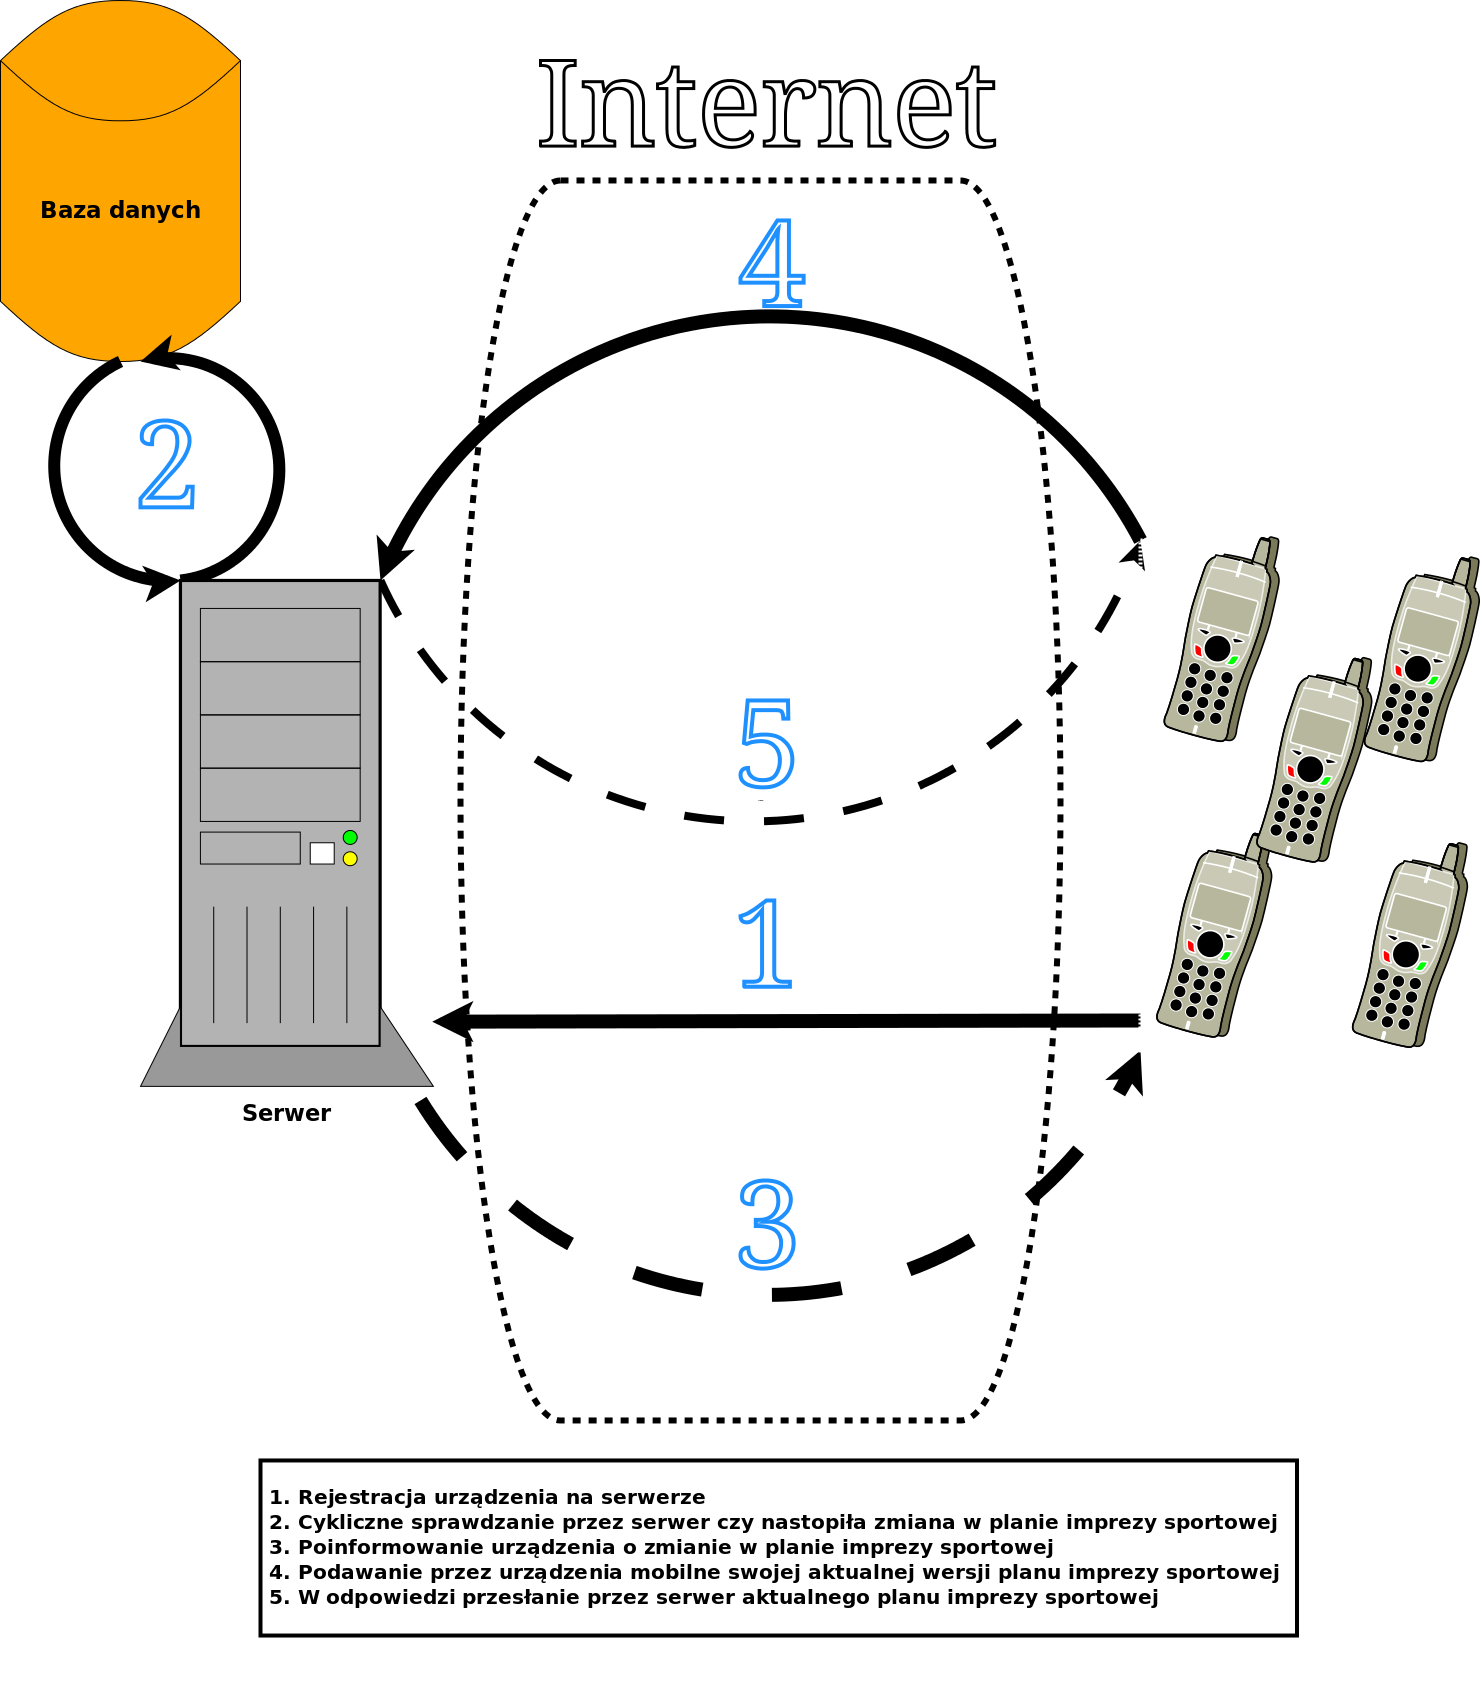 Internet
Baza danych
4
2
5
1
Serwer
3
1. Rejestracja urządzenia na serwerze
2. Cykliczne sprawdzanie przez serwer czy nastopiła zmiana w planie imprezy sportowej
3. Poinformowanie urządzenia o zmianie w planie imprezy sportowej
4. Podawanie przez urządzenia mobilne swojej aktualnej wersji planu imprezy sportowej
5. W odpowiedzi przesłanie przez serwer aktualnego planu imprezy sportowej